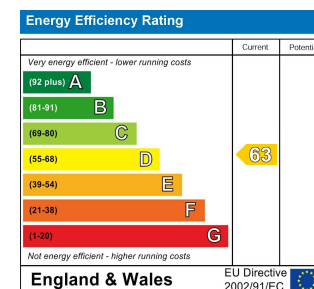 Energy Efficiency Rating
Current Potenti
Very energy efficient - lower running costs
(92 plus) A
(81-91) B
(69-80) C
(55-68) D
63
(39-54) E
(21-38) F
(1-20) G
Not energy efficient - higher running costs
England & Wales
EU Directive
2002/91/EC